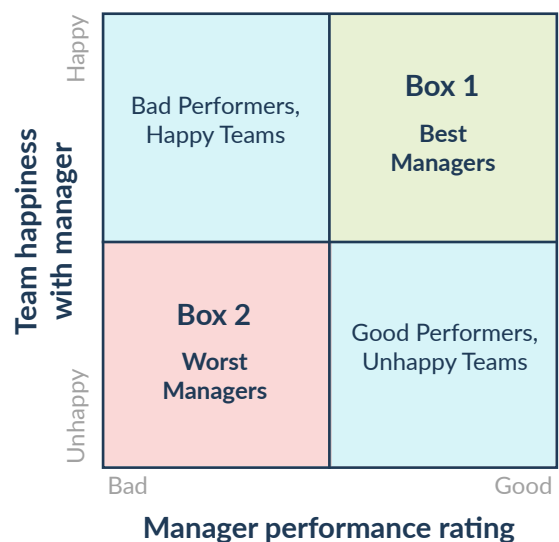 Happy
Team happiness
with manager
Unhappy
Bad Performers,
Happy Teams
Box 1
Best
Managers
Box 2
Worst
Managers
Good Performers,
Unhappy Teams
Bad
Good
Manager performance rating